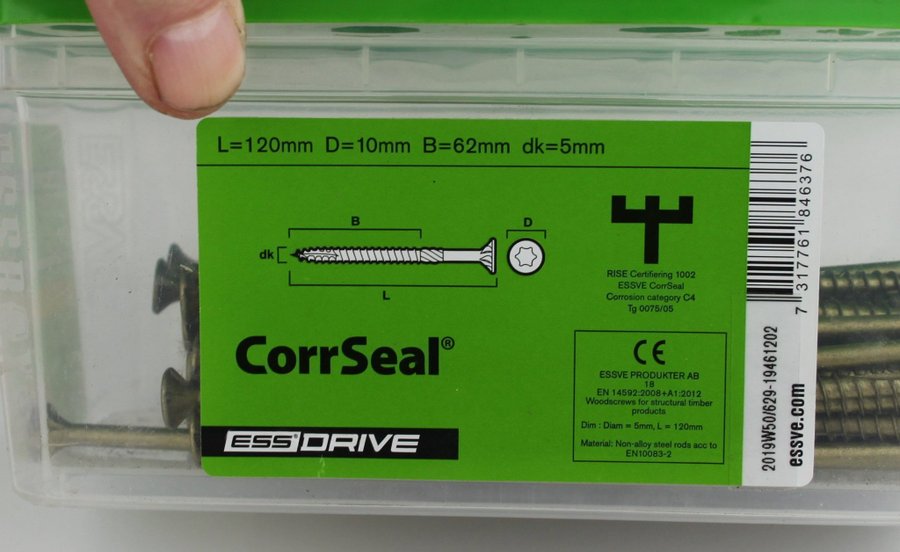 L=120mm D=10mm B=62mm dk=5mm
B
D
dk
L
RISE Certifiering 1002
ESSVE CorrSeal
Corrosion category C4
Tg 0075/05
CorrSeal®
ESSDRIVE
CE
ESSVE PRODUKTER AB
18
EN 14592:2008+A1:2012
Woodscrews for structural timber
products
Dim : Diam = 5mm, L = 120mm
Material: Non-alloy steel rods acc to
EN10083-2
7 317761 846376
2019W50/629-19461202
essve.com